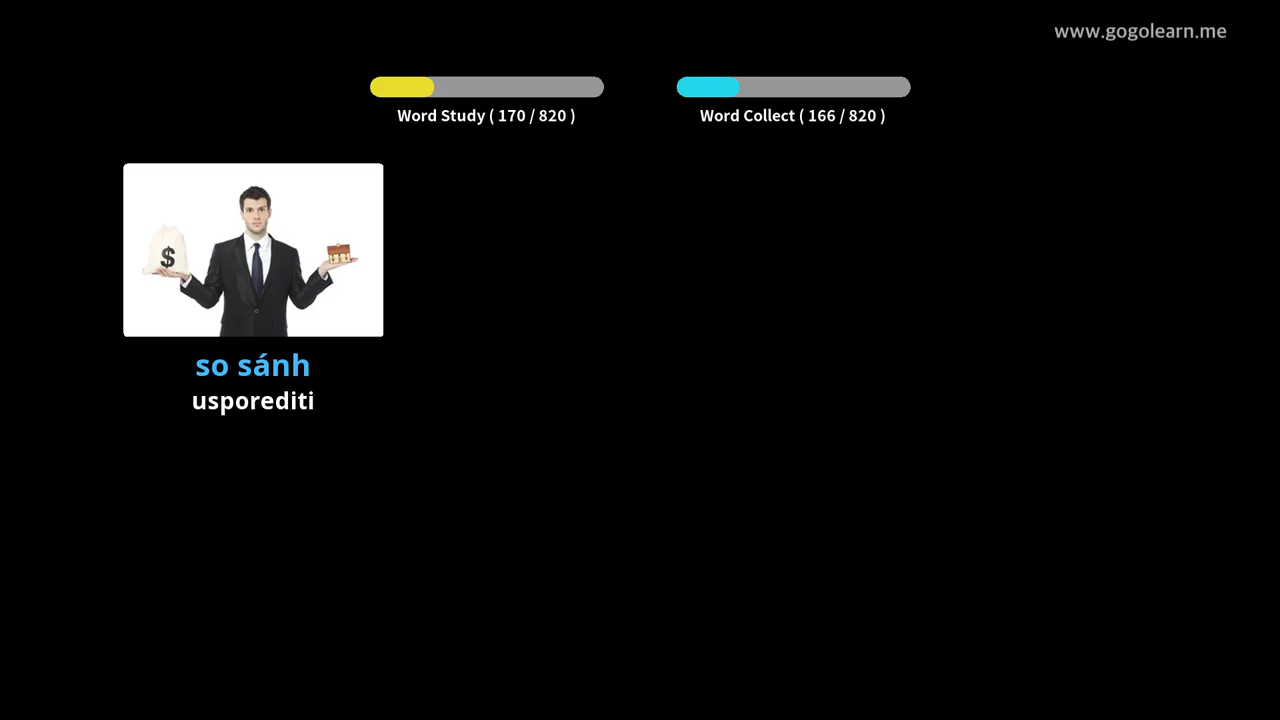 www.gogolearn.me
Word Study ( 170 / 820 )
Word Collect ( 166 / 820 )
$
so sánh
usporediti